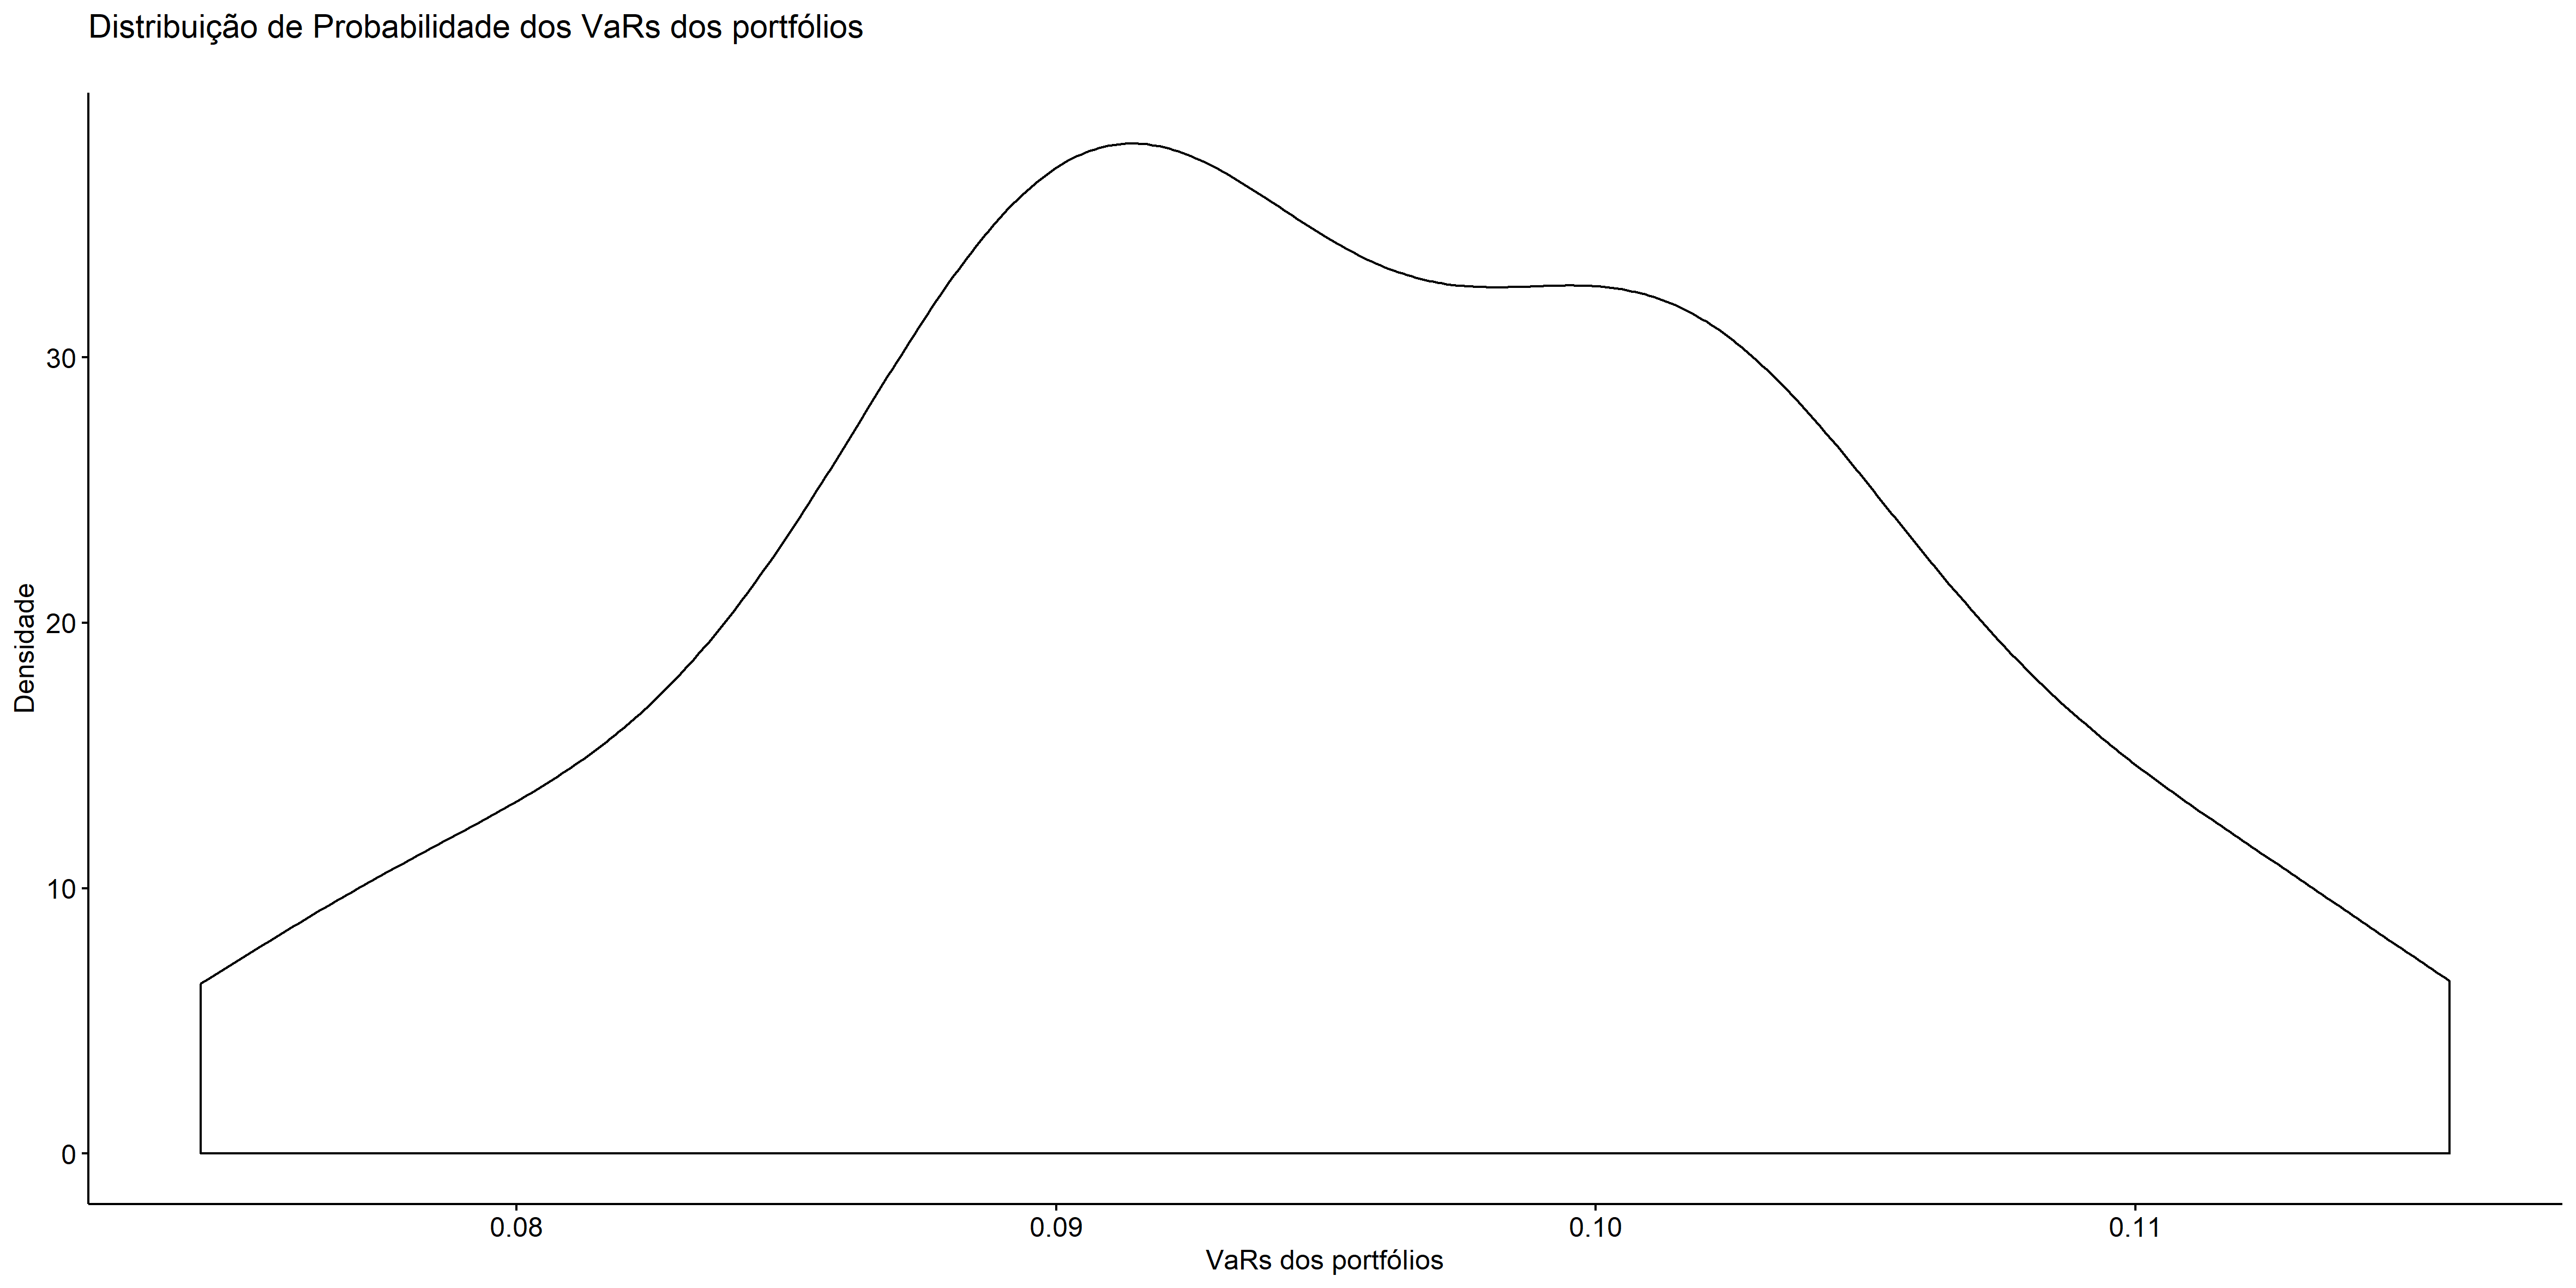 Distribuição de Probabilidade dos VaRs dos portfólios
Densidade
30
20
10
0
0.08
0.09
0.10
0.11
VaRs dos portfólios